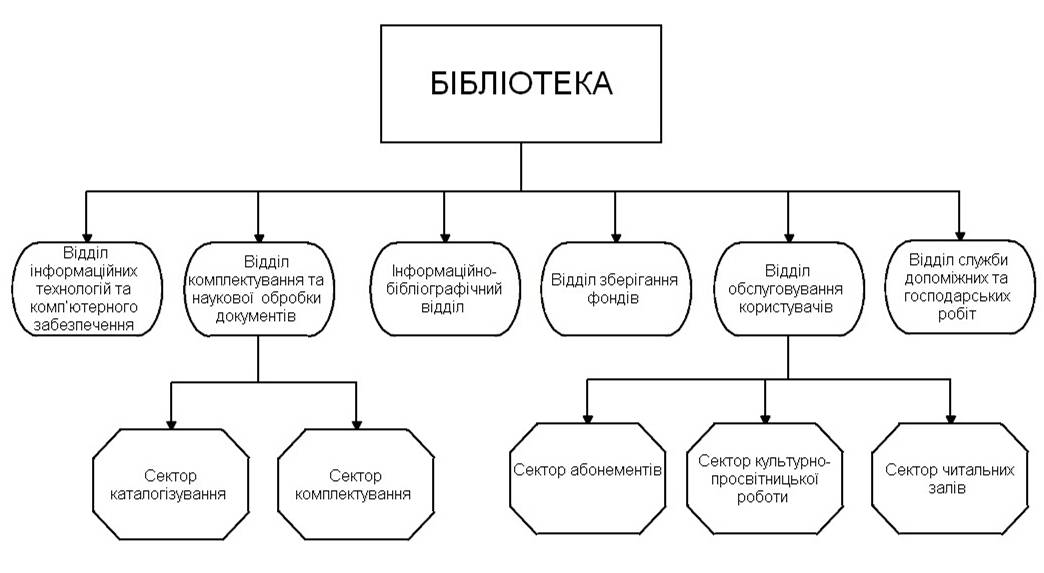 БІБЛІОТЕКА
Відділ
інформаційних
технологій та
комп'ютерного
забезпечення
Відділ
комплектування та
наукової обробки
документів
Інформаційно-
бібліографічний
відділ
Відділ зберігання
фондів
Відділ
обслуговування
користувачів
Відділ служби
допоміжних та
господарських
робіт
Сектор
каталогізування
Сектор
комплектування
Сектор абонементів
Сектор культурно-
просвітницької
роботи
Сектор читальних
залів